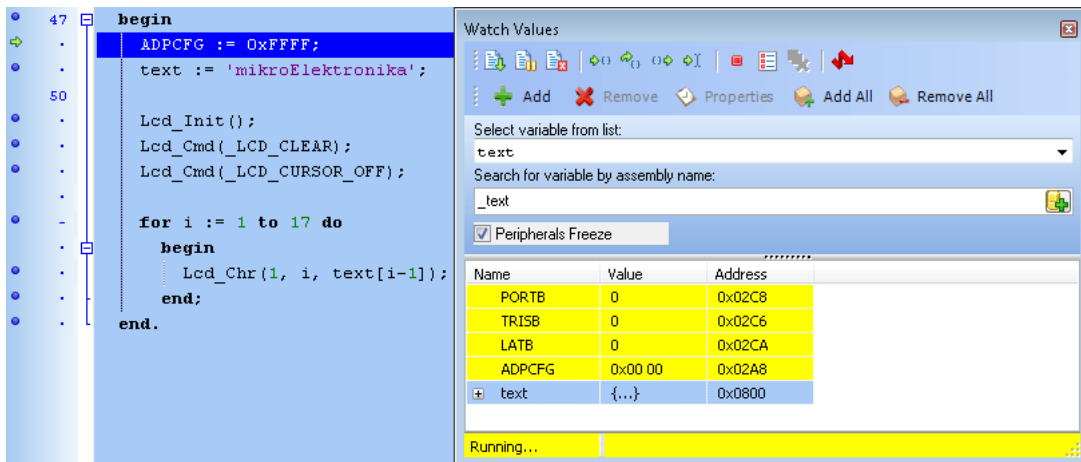 47 begin
ADPCFG := 0xFFFF;
text := 'mikroElektronika';
50
Lcd_Init();
Lcd_Cmd(_LCD_CLEAR);
Lcd_Cmd(_LCD_CURSOR_OFF);
for i := 1 to 17 do
begin
Lcd_Chr(1, i, text[i-1]);
end;
end.
Watch Values
Add Remove Properties Add All Remove All
Select variable from list:
text
Search for variable by assembly name:
_text
Peripherals Freeze
Name Value Address
PORTB 0 0x02C8
TRISB 0 0x02C6
LATB 0 0x02CA
ADPCFG 0x00 00 0x02A8
text {...} 0x0800
Running...